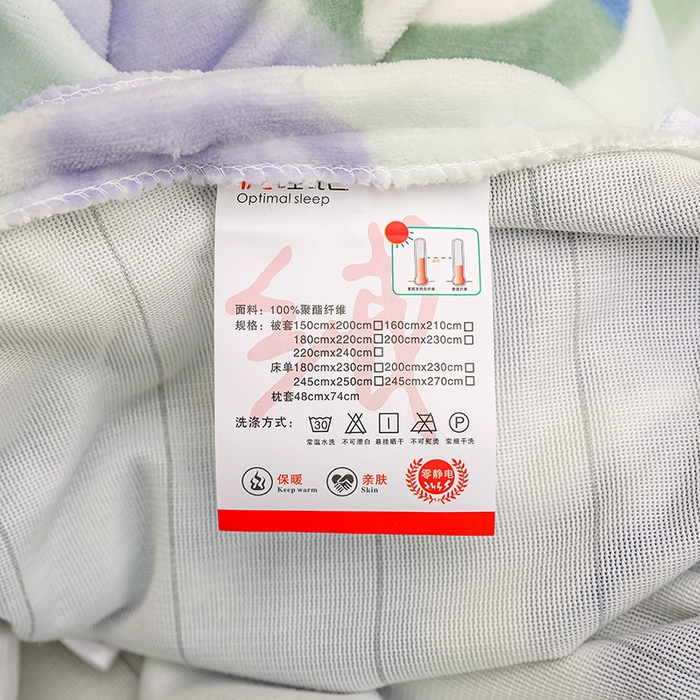 Optimal sleep
面料：100%聚酯纤维
规格：被套150cmx200cm□160cmx210cm□
180cmx220cm□200cmx230cm□
220cmx240cm□
床单180cmx230cm□200cmx230cm□
245cmx250cm□245cmx270cm□
枕套48cmx74cm
洗涤方式：
30
P
常温水洗 不可漂白 悬挂晒干 不可熨烫 常规干洗
保暖
Keep warm
亲肤
Skin
零静电